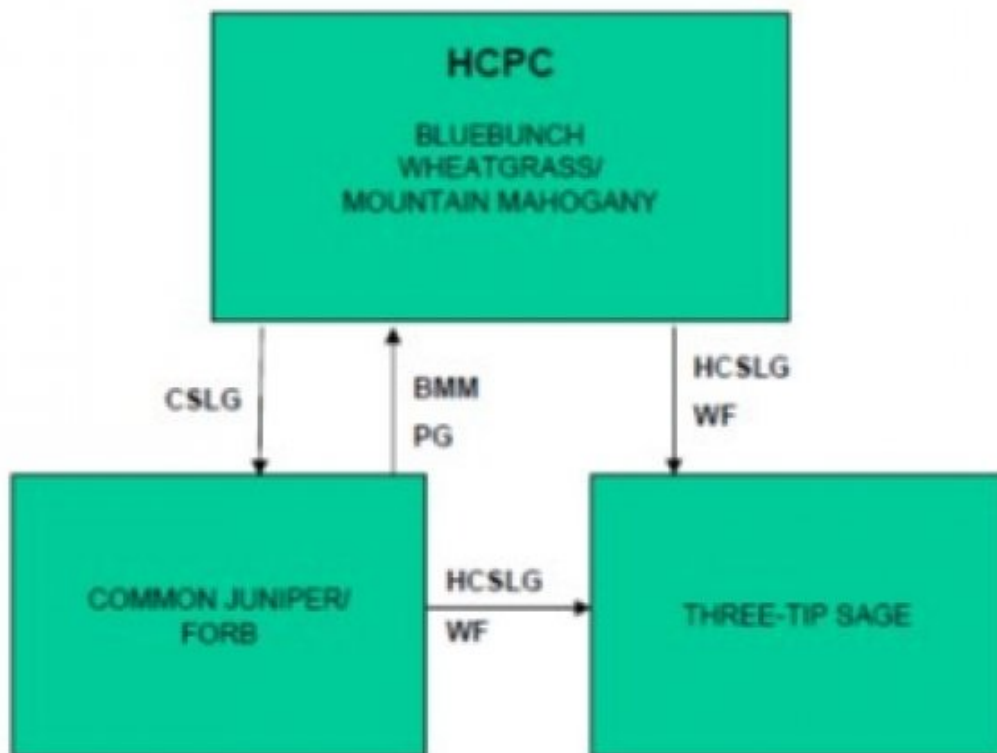 HCPC
BLUEBUNCH
WHEATGRASS/
MOUNTAIN MAHOGANY
CSLG
BMM
PG
HCSLG
WF
COMMON JUNIPER/
FORB
HCSLG
WF
THREE-TIP SAGE